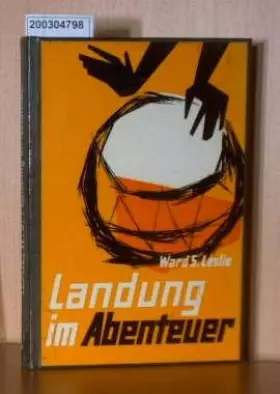 200304798
Ward S. Leslie
Landung
im Abenteuer